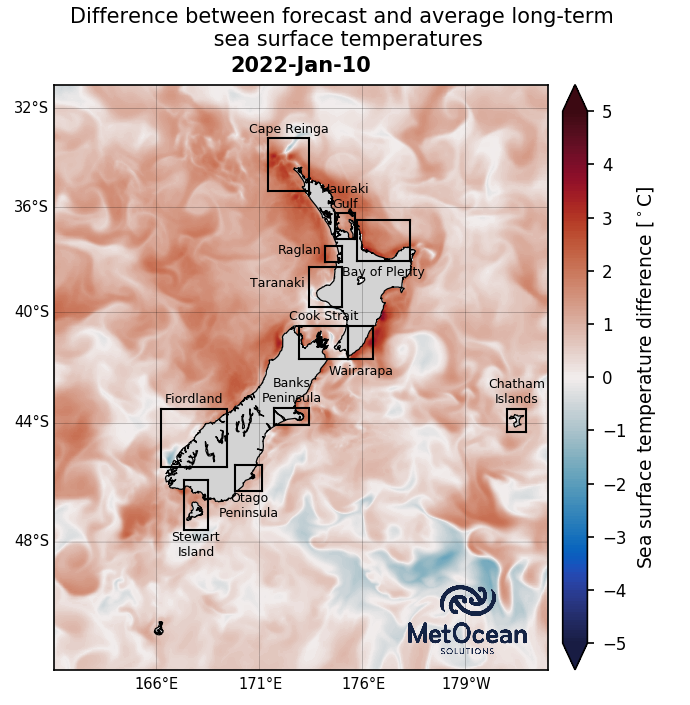 Difference between forecast and average long-term
sea surface temperatures
2022-Jan-10
32°S
36°S
40°S
44°S
48°S
Cape Reinga
Hauraki
Gulf
Raglan
Bay of Plenty
Taranaki
Cook Strait
Wairarapa
Banks
Peninsula
Fiordland
Chatham
Islands
Otago
Peninsula
Stewart
Island
MetOcean
SOLUTIONS
166°E
171°E
176°E
179°W
5
4
3
2
1
0
−1
−2
−3
−4
−5
Sea surface temperature difference [°C]